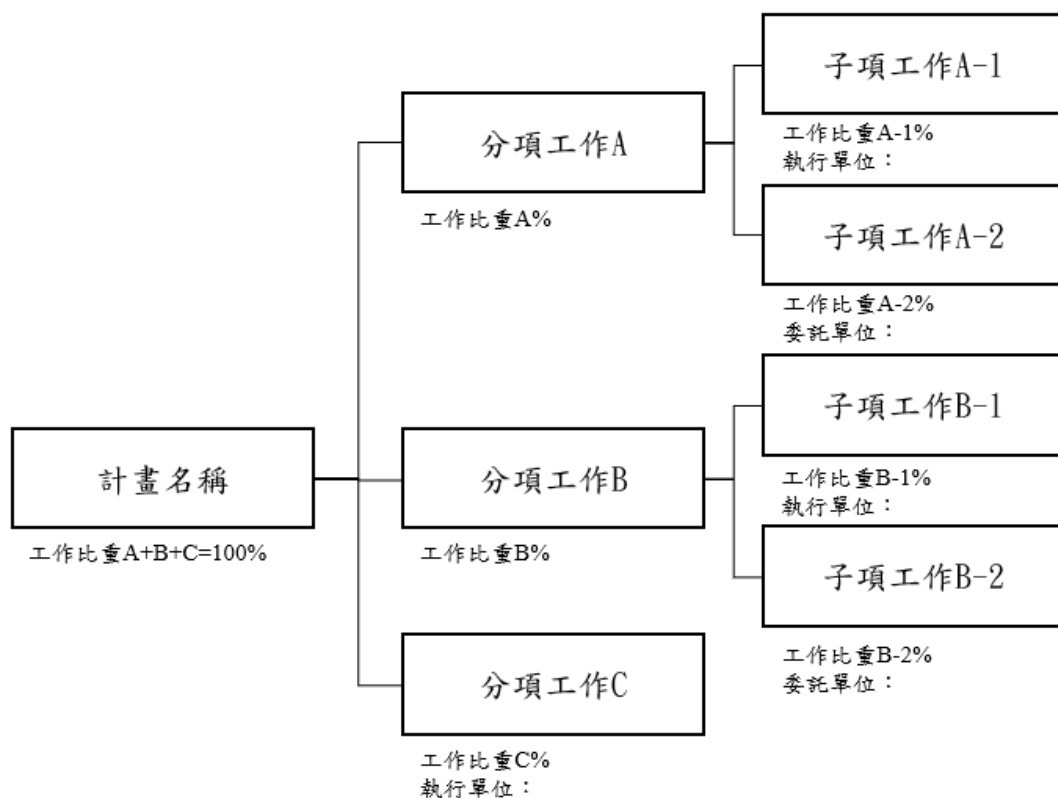 計畫名稱
工作比重A+B+C=100%
分項工作A
工作比重A%
子項工作A-1
工作比重A-1%
執行單位：
子項工作A-2
工作比重A-2%
委託單位：
分項工作B
工作比重B%
子項工作B-1
工作比重B-1%
執行單位：
子項工作B-2
工作比重B-2%
委託單位：
分項工作C
工作比重C%
執行單位：